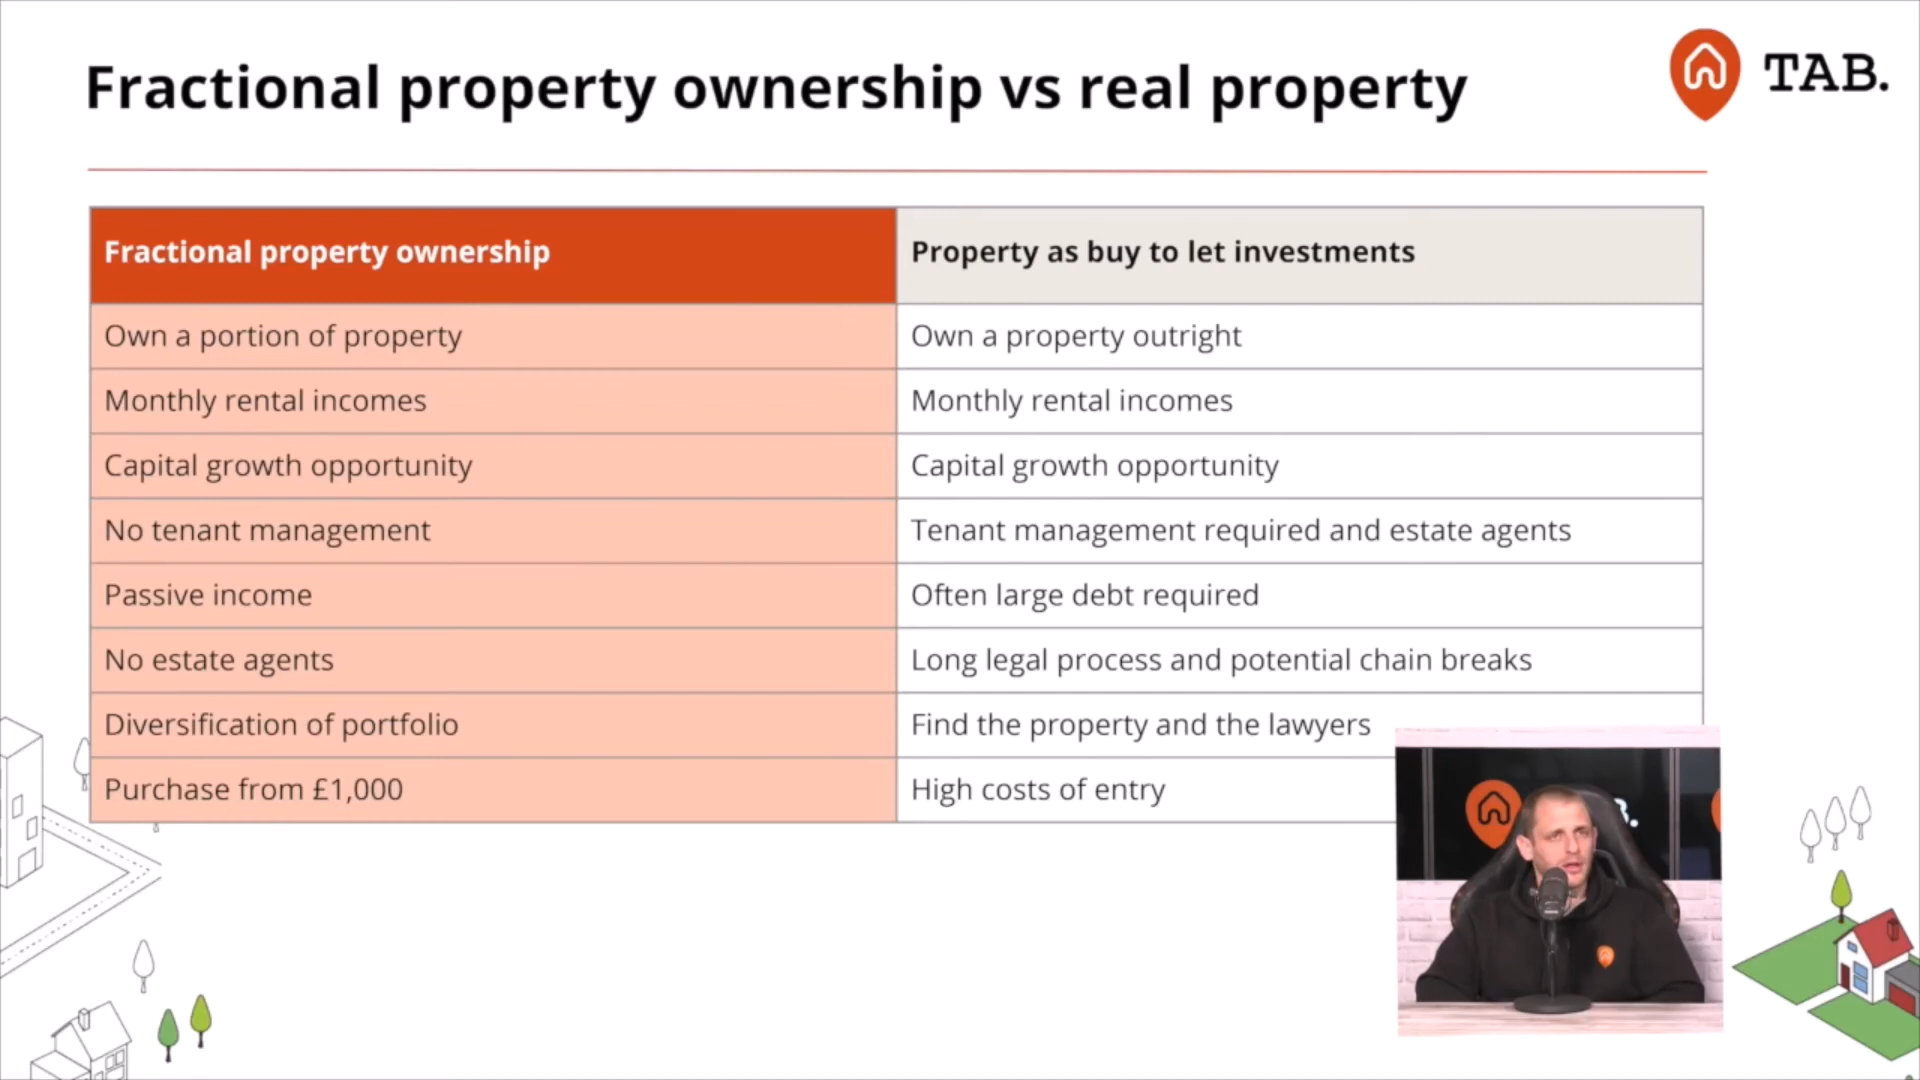 Fractional property ownership vs real property
TAB.
Fractional property ownership
Property as buy to let investments
Own a portion of property
Own a property outright
Monthly rental incomes
Monthly rental incomes
Capital growth opportunity
Capital growth opportunity
No tenant management
Tenant management required and estate agents
Passive income
Often large debt required
No estate agents
Long legal process and potential chain breaks
Diversification of portfolio
Find the property and the lawyers
Purchase from £1,000
High costs of entry
B.